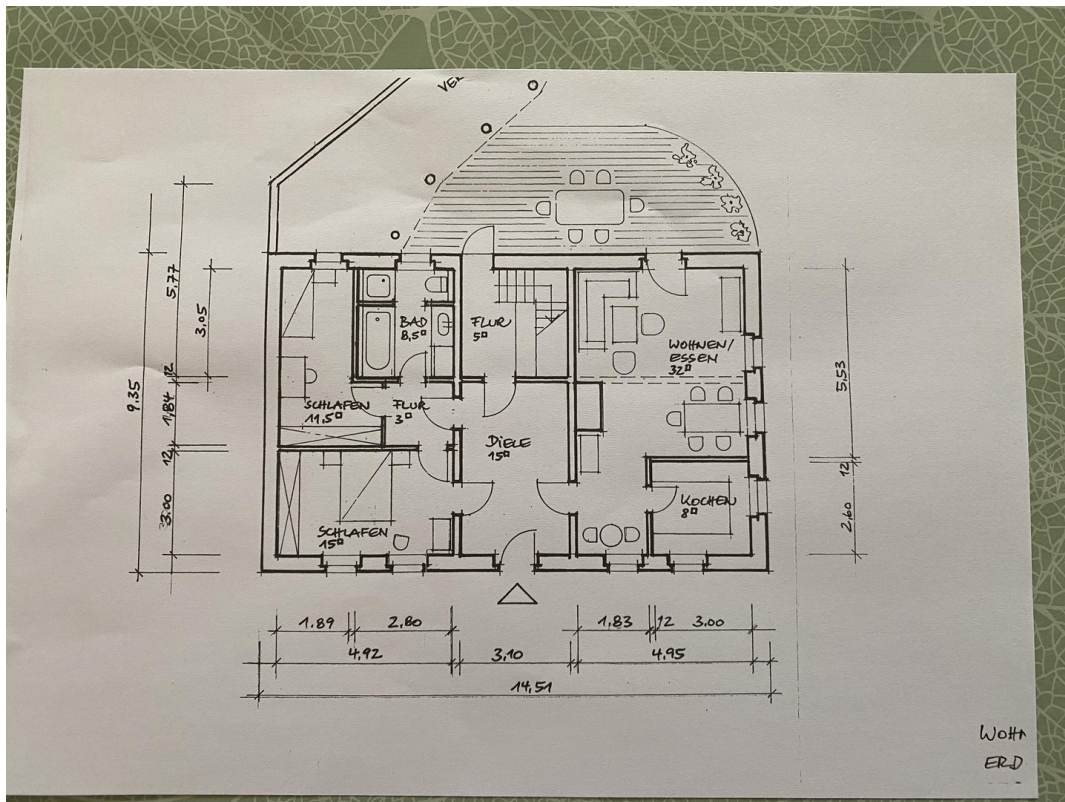 VER
5,77
3,05
9,35
12
1,84
12
3.00
BAD
8,5
FLUR
5
WOHNEN/
ESSEN
32
SCHLAFEN
11,5
FLUR
3
DIELE
15
SCHLAFEN
15
KOCHEN
8
5,53
12
2,60
1,89
2,80
1,83
12
3,00
4,92
3,10
4,95
14,51
WOHN
ERD